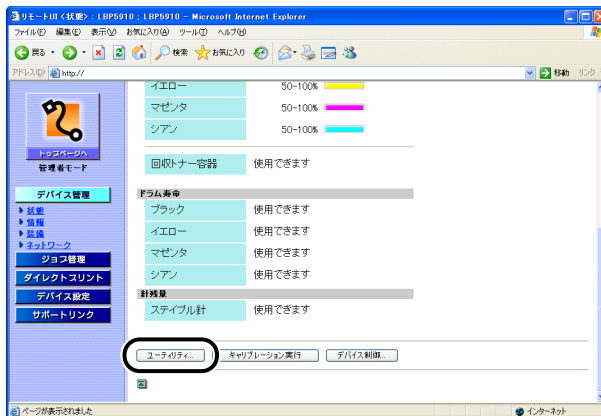 リモートUI <状態> : LBP5910 ; LBP5910 - Microsoft Internet Explorer
ファイル(F) 編集(E) 表示(V) お気に入り(A) ツール(T) ヘルプ(H)
戻る 検索 お気に入り
アドレス(D) http:// 移動 リンク
イエロー 50-100%
マゼンタ 50-100%
シアン 50-100%
トップページへ
管理者モード
回収トナー容器 使用できます
デバイス管理
状態
情報
装備
ネットワーク
ジョブ管理
ダイレクトプリント
デバイス設定
サポートリンク
ドラム寿命
ブラック 使用できます
イエロー 使用できます
マゼンタ 使用できます
シアン 使用できます
針残量
ステイプル針 使用できます
ユーティリティ... キャリブレーション実行 デバイス制御...
ページが表示されました インターネット